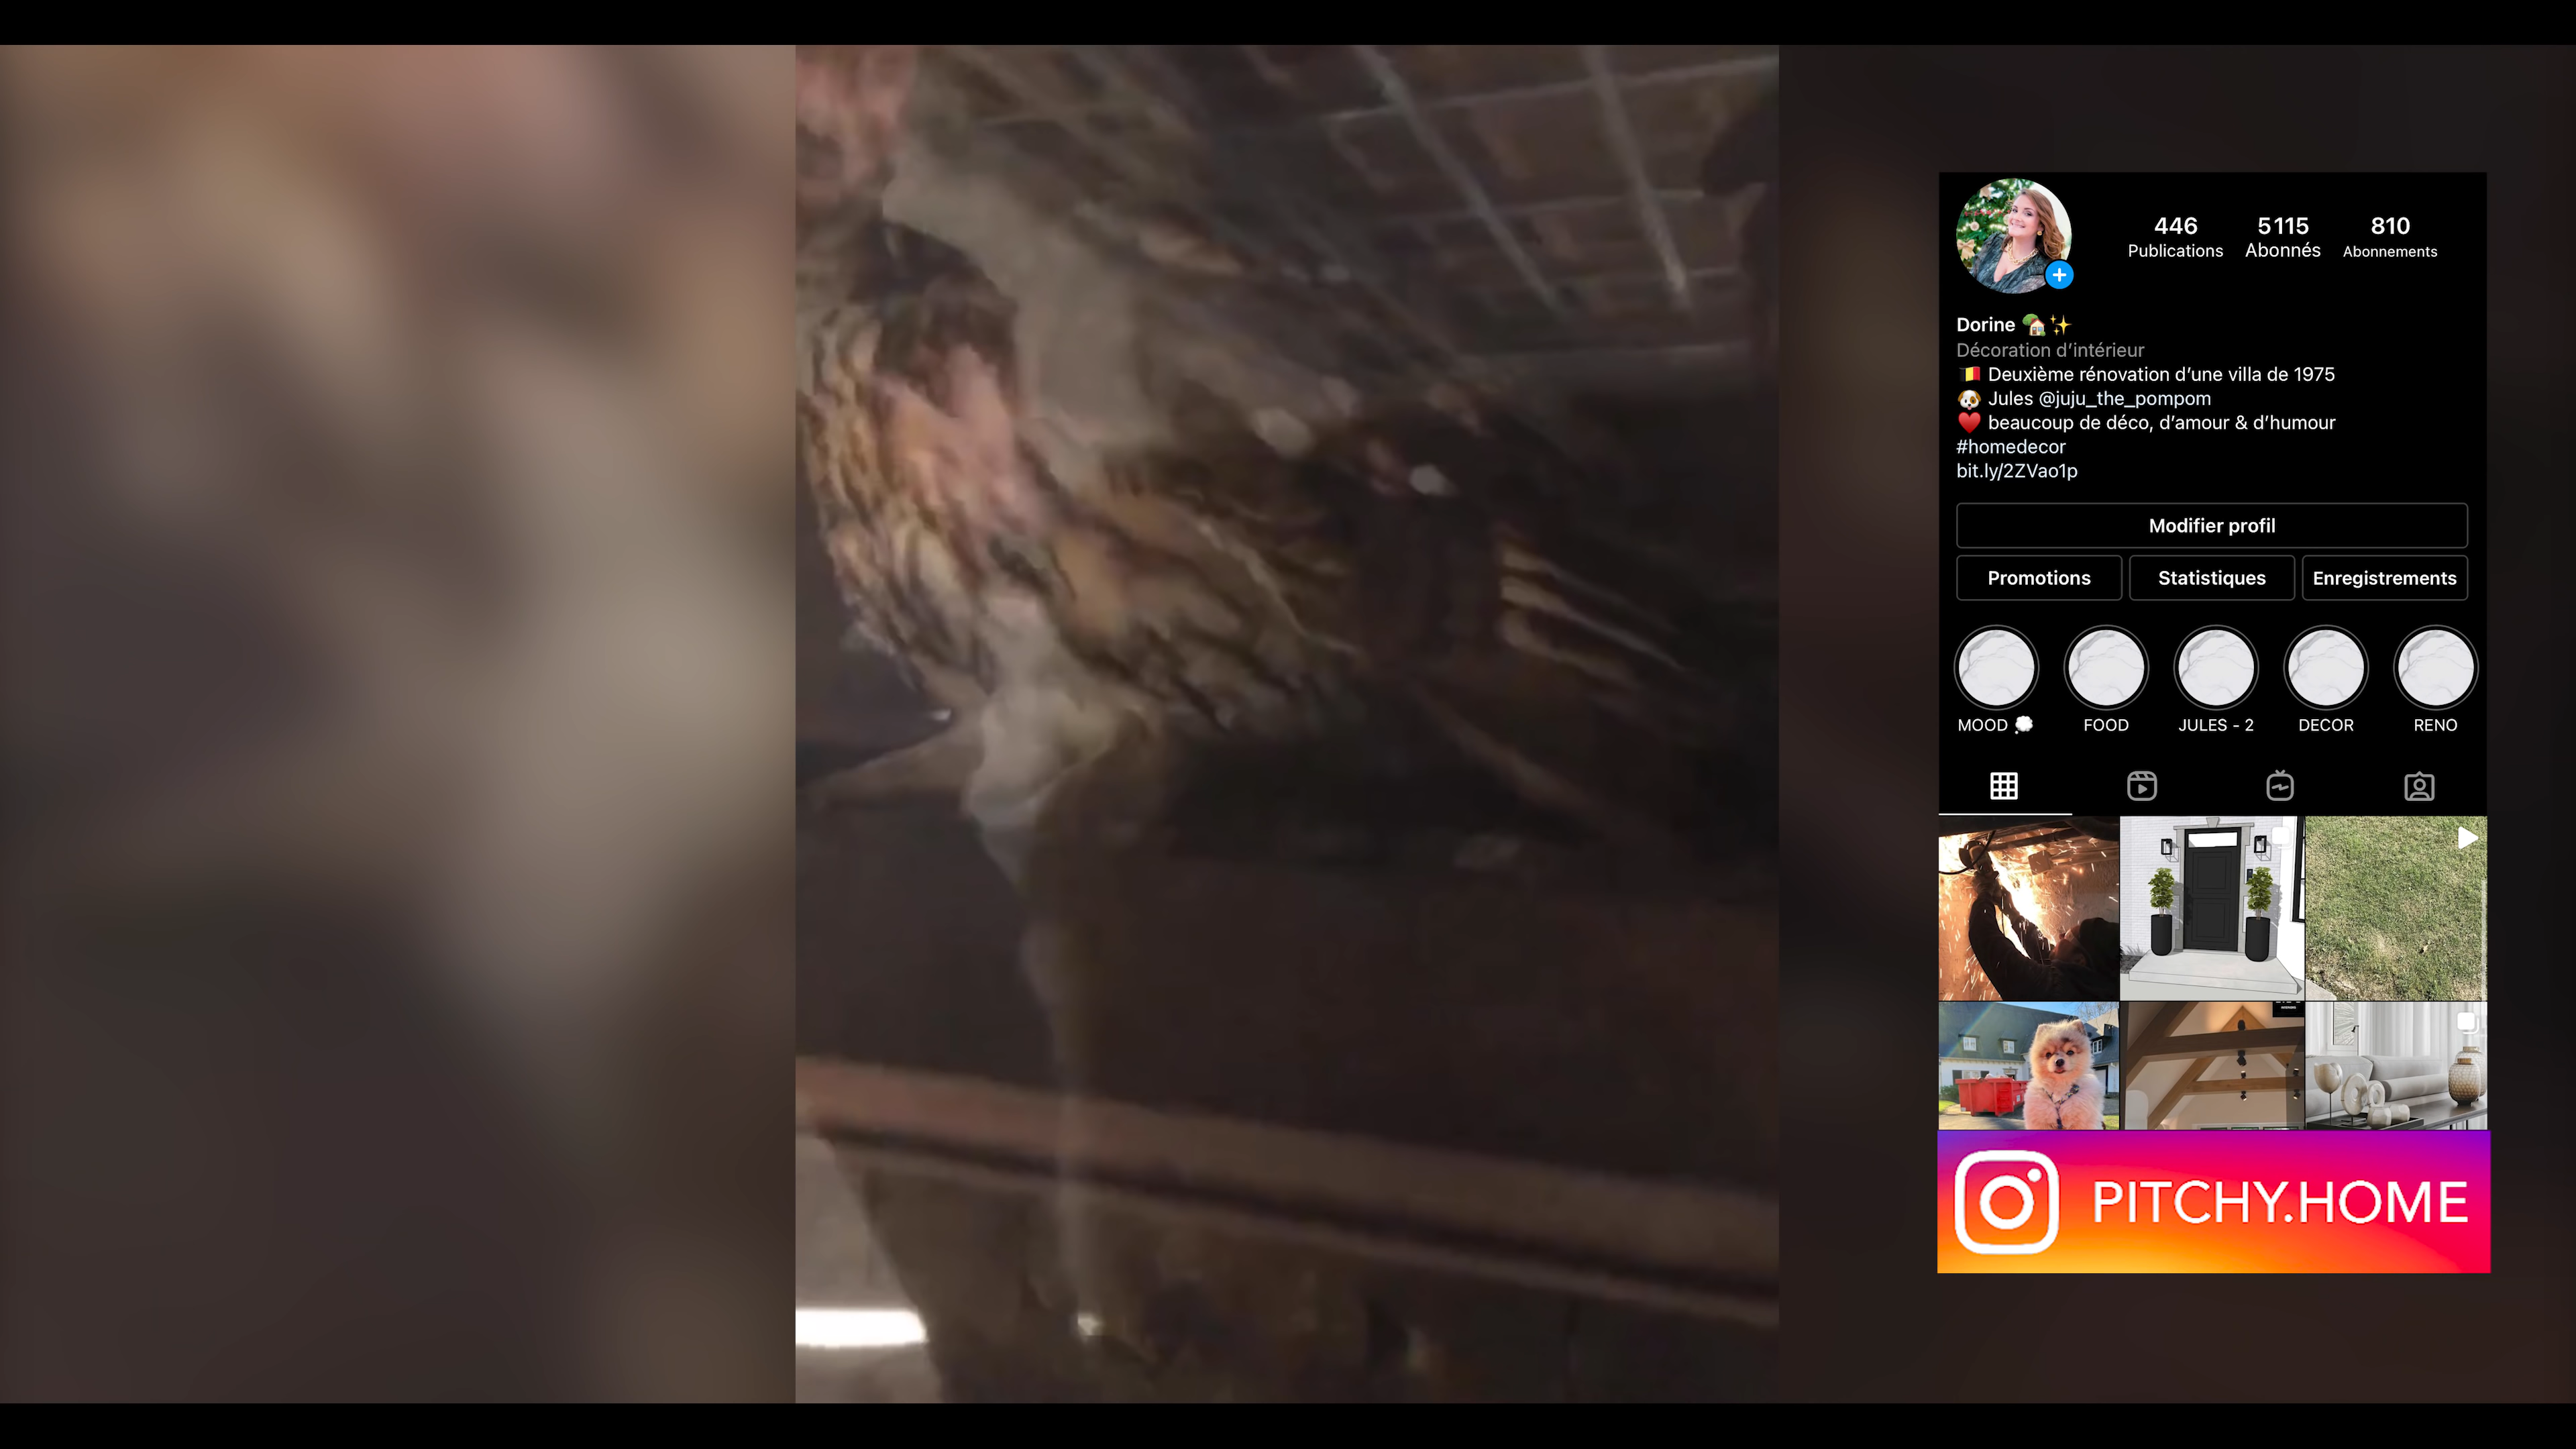 446 5115 810
Publications Abonnés Abonnements
Dorine 🏡✨
Décoration d’intérieur
🇧🇪 Deuxième rénovation d’une villa de 1975
🐶 Jules @juju_the_pompom
♥️ beaucoup de déco, d’amour & d’humour
#homedecor
bit.ly/2ZVao1p
Modifier profil
Promotions Statistiques Enregistrements
MOOD 💭 FOOD JULES - 2 DECOR RENO
PITCHY.HOME